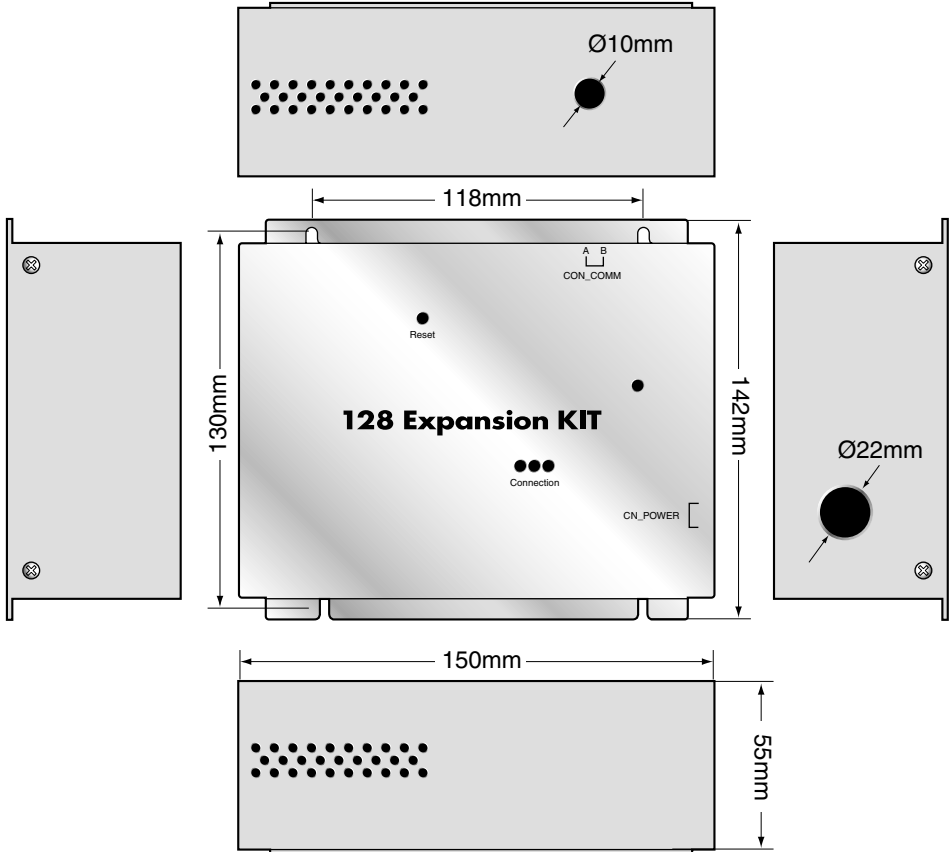 Ø10mm
118mm
A B
CON_COMM
Reset
130mm
142mm
128 Expansion KIT
Ø22mm
Connection
CN_POWER
150mm
55mm